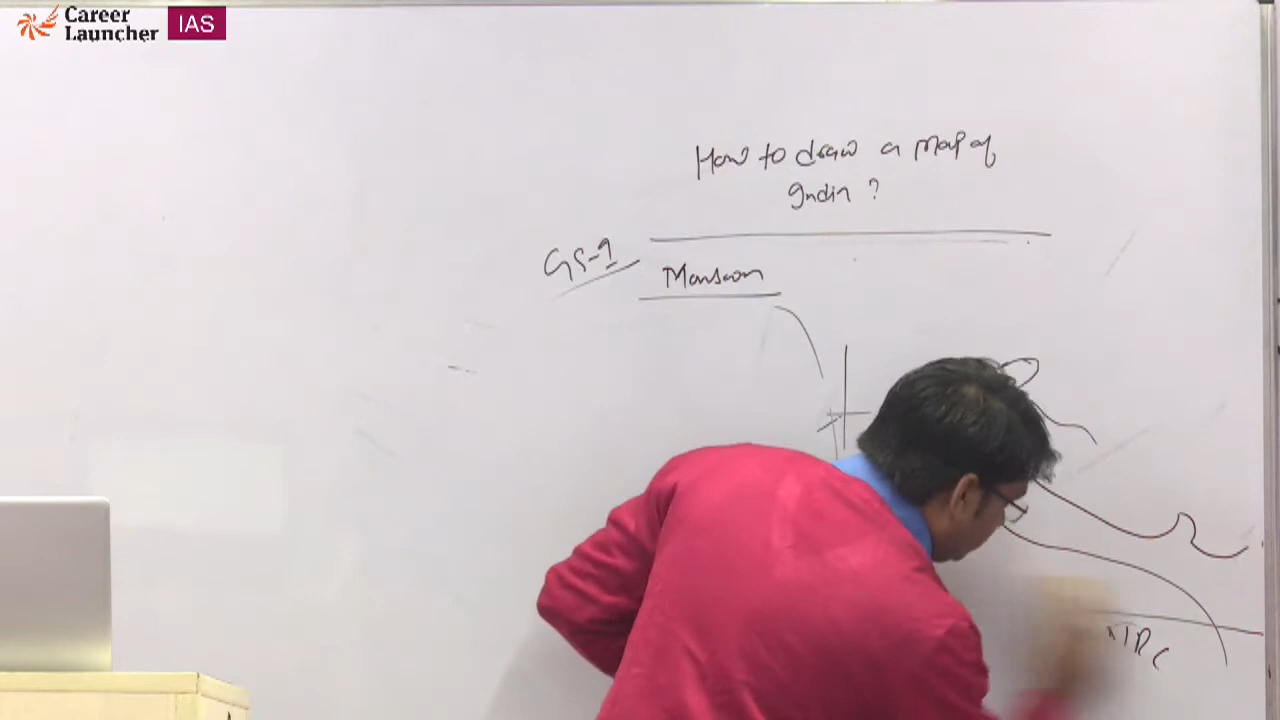 Career
Launcher
IAS
How to draw a Map of
India ?
GS-1
Monsoon